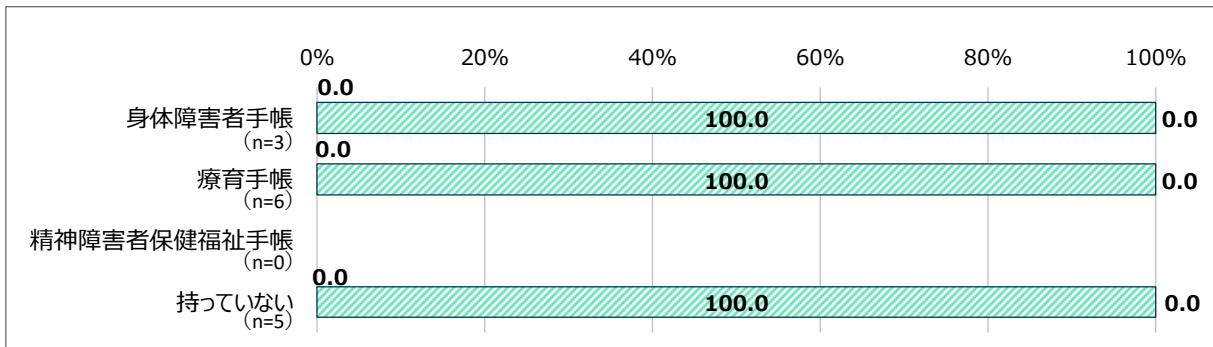 0% 20% 40% 60% 80% 100%
0.0
身体障害者手帳 100.0 0.0
（n=3）
0.0
療育手帳 100.0 0.0
（n=6）
精神障害者保健福祉手帳
（n=0）
0.0
持っていない 100.0 0.0
（n=5）